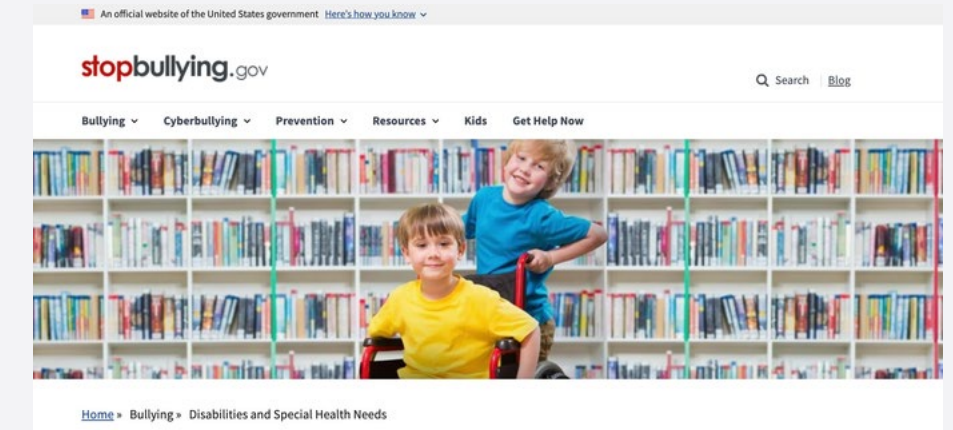 An official website of the United States government Here's how you know
stopbullying.gov
Search Blog
Bullying Cyberbullying Prevention Resources Kids Get Help Now
Home » Bullying » Disabilities and Special Health Needs